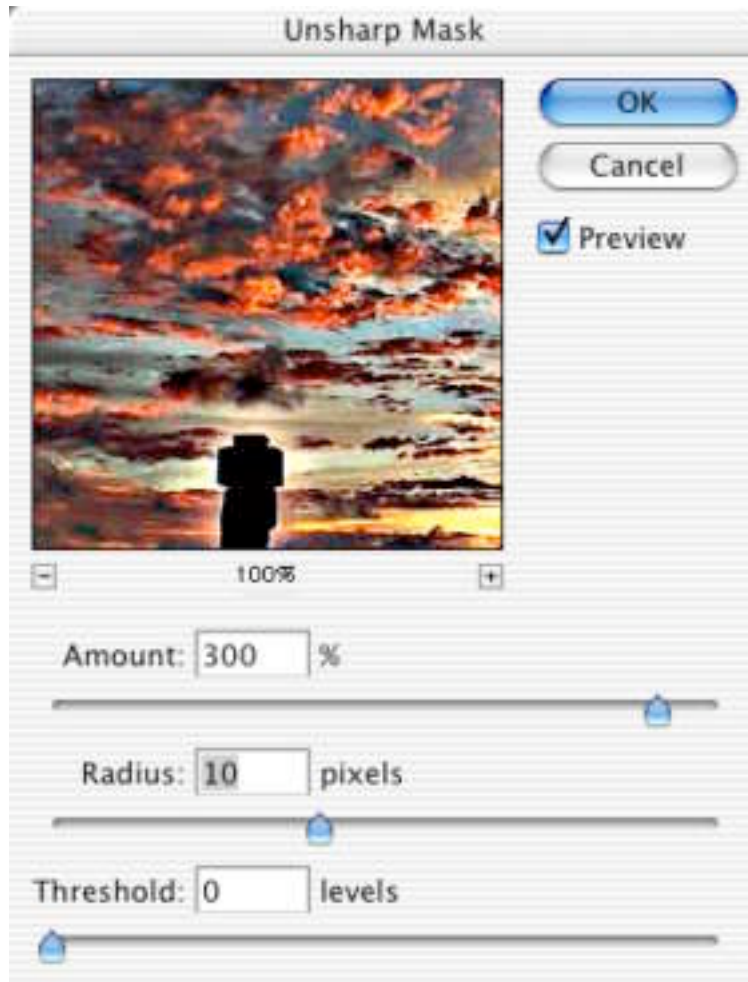 Unsharp Mask
OK
Cancel
Preview
100%
Amount: 300 %
Radius: 10 pixels
Threshold: 0 levels